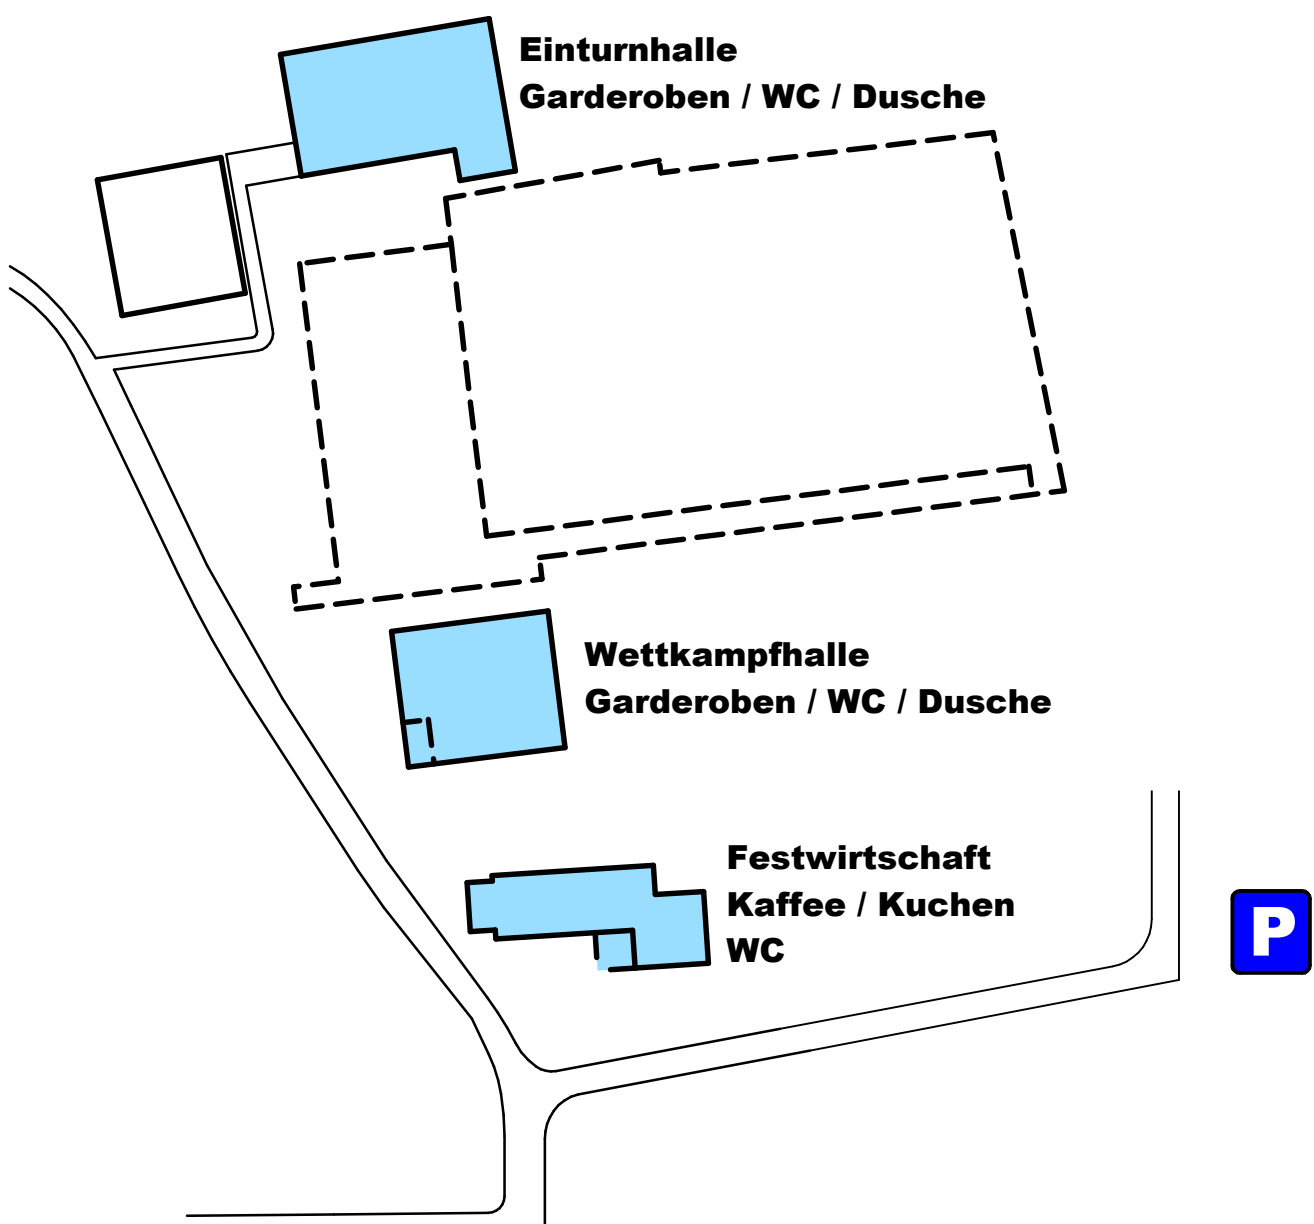 Einturnhalle
Garderoben / WC / Dusche
Wettkampfhalle
Garderoben / WC / Dusche
Festwirtschaft
Kaffee / Kuchen
WC
P